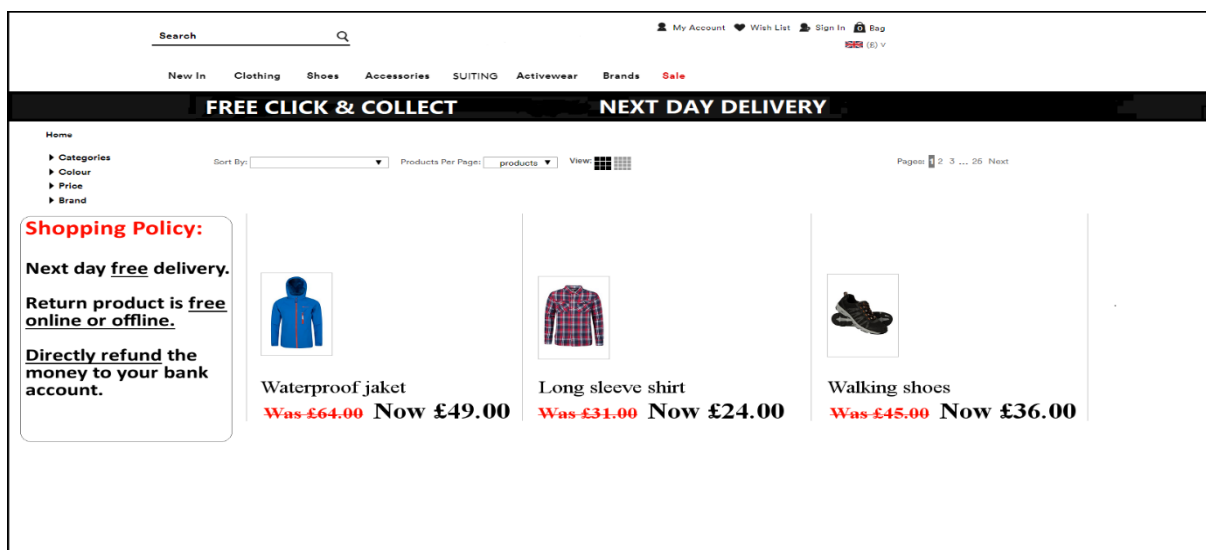 My Account Wish List Sign In 0 Bag
Search
(£) v
New In Clothing Shoes Accessories SUITING Activewear Brands Sale
FREE CLICK & COLLECT NEXT DAY DELIVERY
Home
Categories
Colour
Price
Brand
Sort By: Products Per Page: products View: Pages: 1 2 3 ... 26 Next
Shopping Policy:
Next day free delivery.
Return product is free
online or offline.
Directly refund the
money to your bank
account.
Waterproof jaket
Was £64.00 Now £49.00
Long sleeve shirt
Was £31.00 Now £24.00
Walking shoes
Was £45.00 Now £36.00